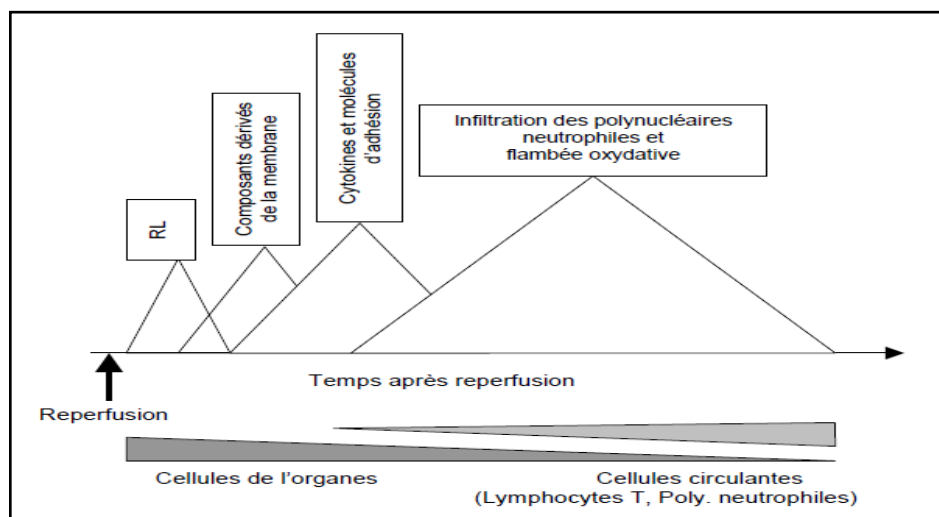 RL
Composants dérivés
de la membrane
Cytokines et molécules
d'adhésion
Infiltration des polynucléaires
neutrophiles et
flambée oxydative
Temps après reperfusion
Reperfusion
Cellules de l'organes
Cellules circulantes
(Lymphocytes T, Poly. neutrophiles)